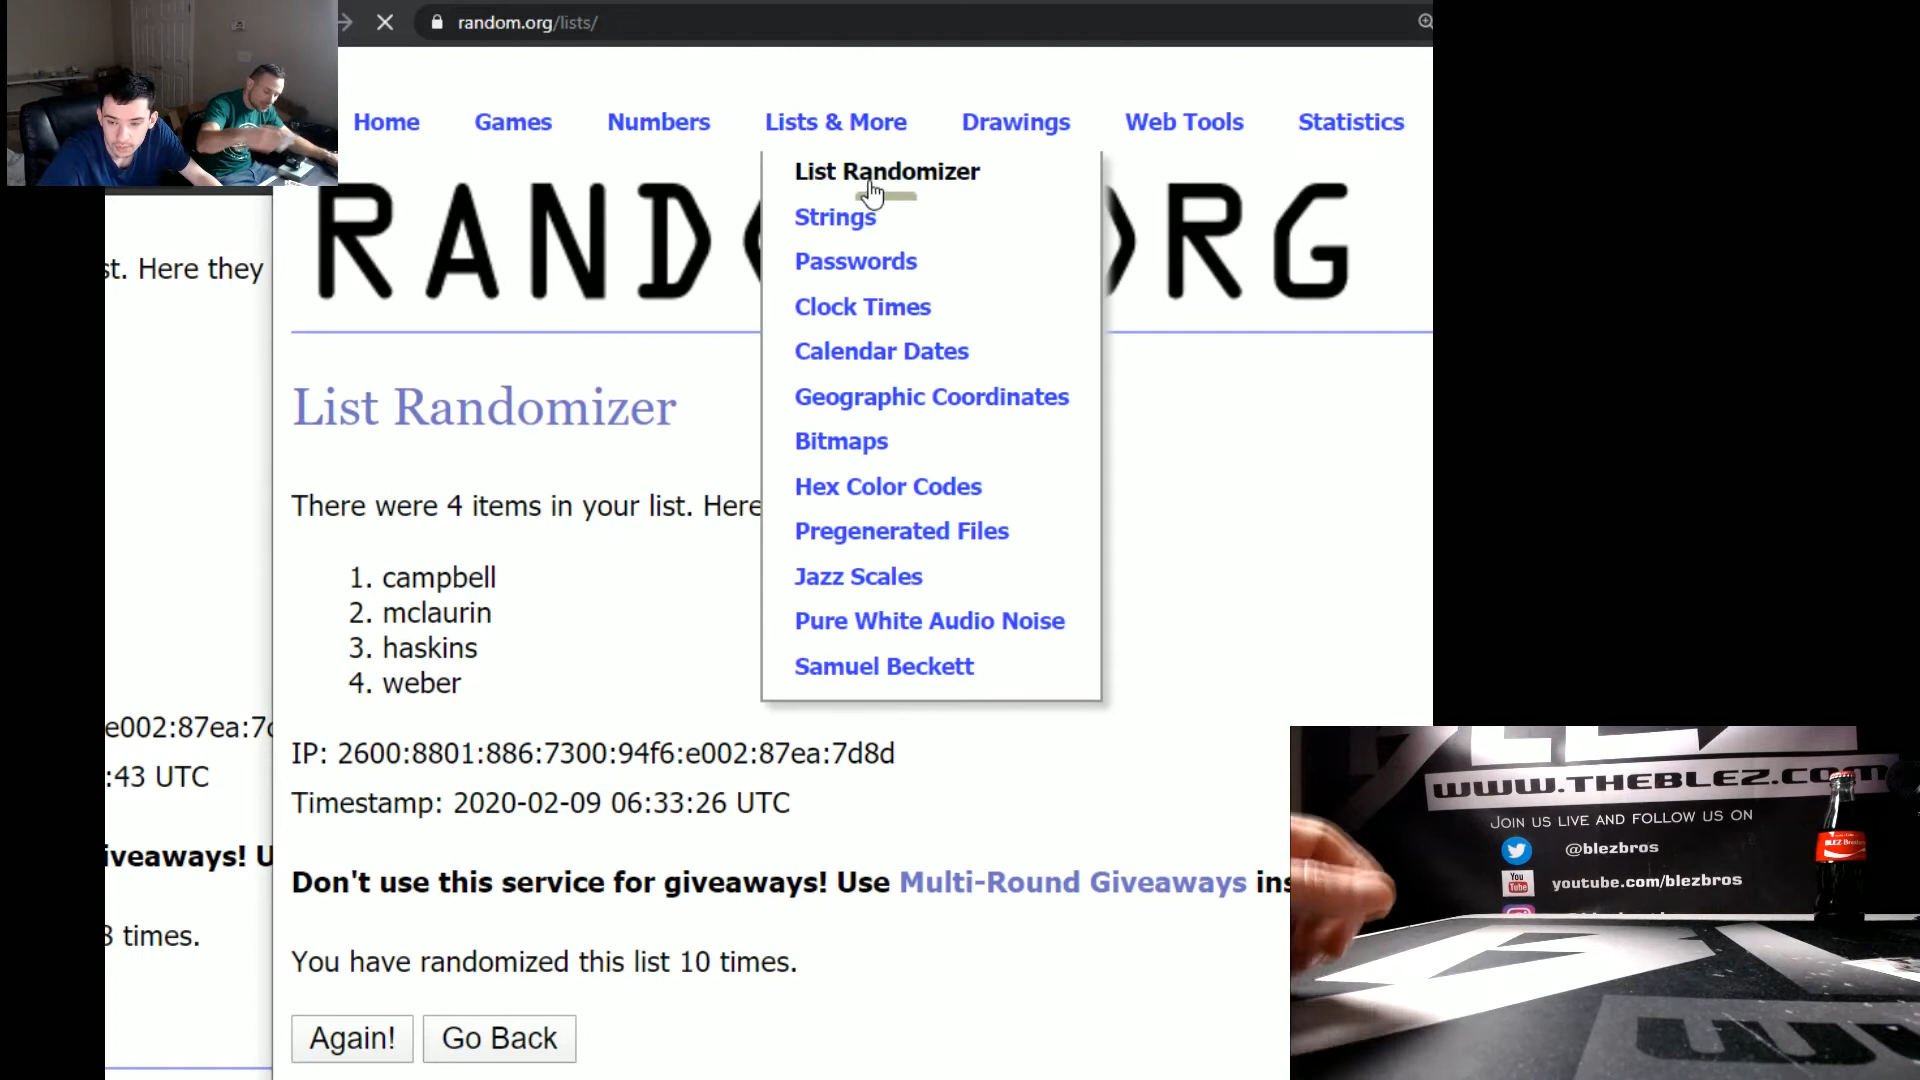 random.org/lists/
Home Games Numbers Lists & More Drawings Web Tools Statistics
List Randomizer
Strings
Passwords
Clock Times
Calendar Dates
Geographic Coordinates
Bitmaps
Hex Color Codes
Pregenerated Files
Jazz Scales
Pure White Audio Noise
Samuel Beckett
RAND ORG
st. Here they
List Randomizer
There were 4 items in your list. Here
1. campbell
2. mclaurin
3. haskins
4. weber
e002:87ea:7
:43 UTC
IP: 2600:8801:886:7300:94f6:e002:87ea:7d8d
Timestamp: 2020-02-09 06:33:26 UTC
iveaways! U
Don't use this service for giveaways! Use Multi-Round Giveaways ins
3 times.
You have randomized this list 10 times.
Again! Go Back
www.THEBLEZ.com
JOIN US LIVE AND FOLLOW US ON
@blezbros
You Tube youtube.com/blezbros